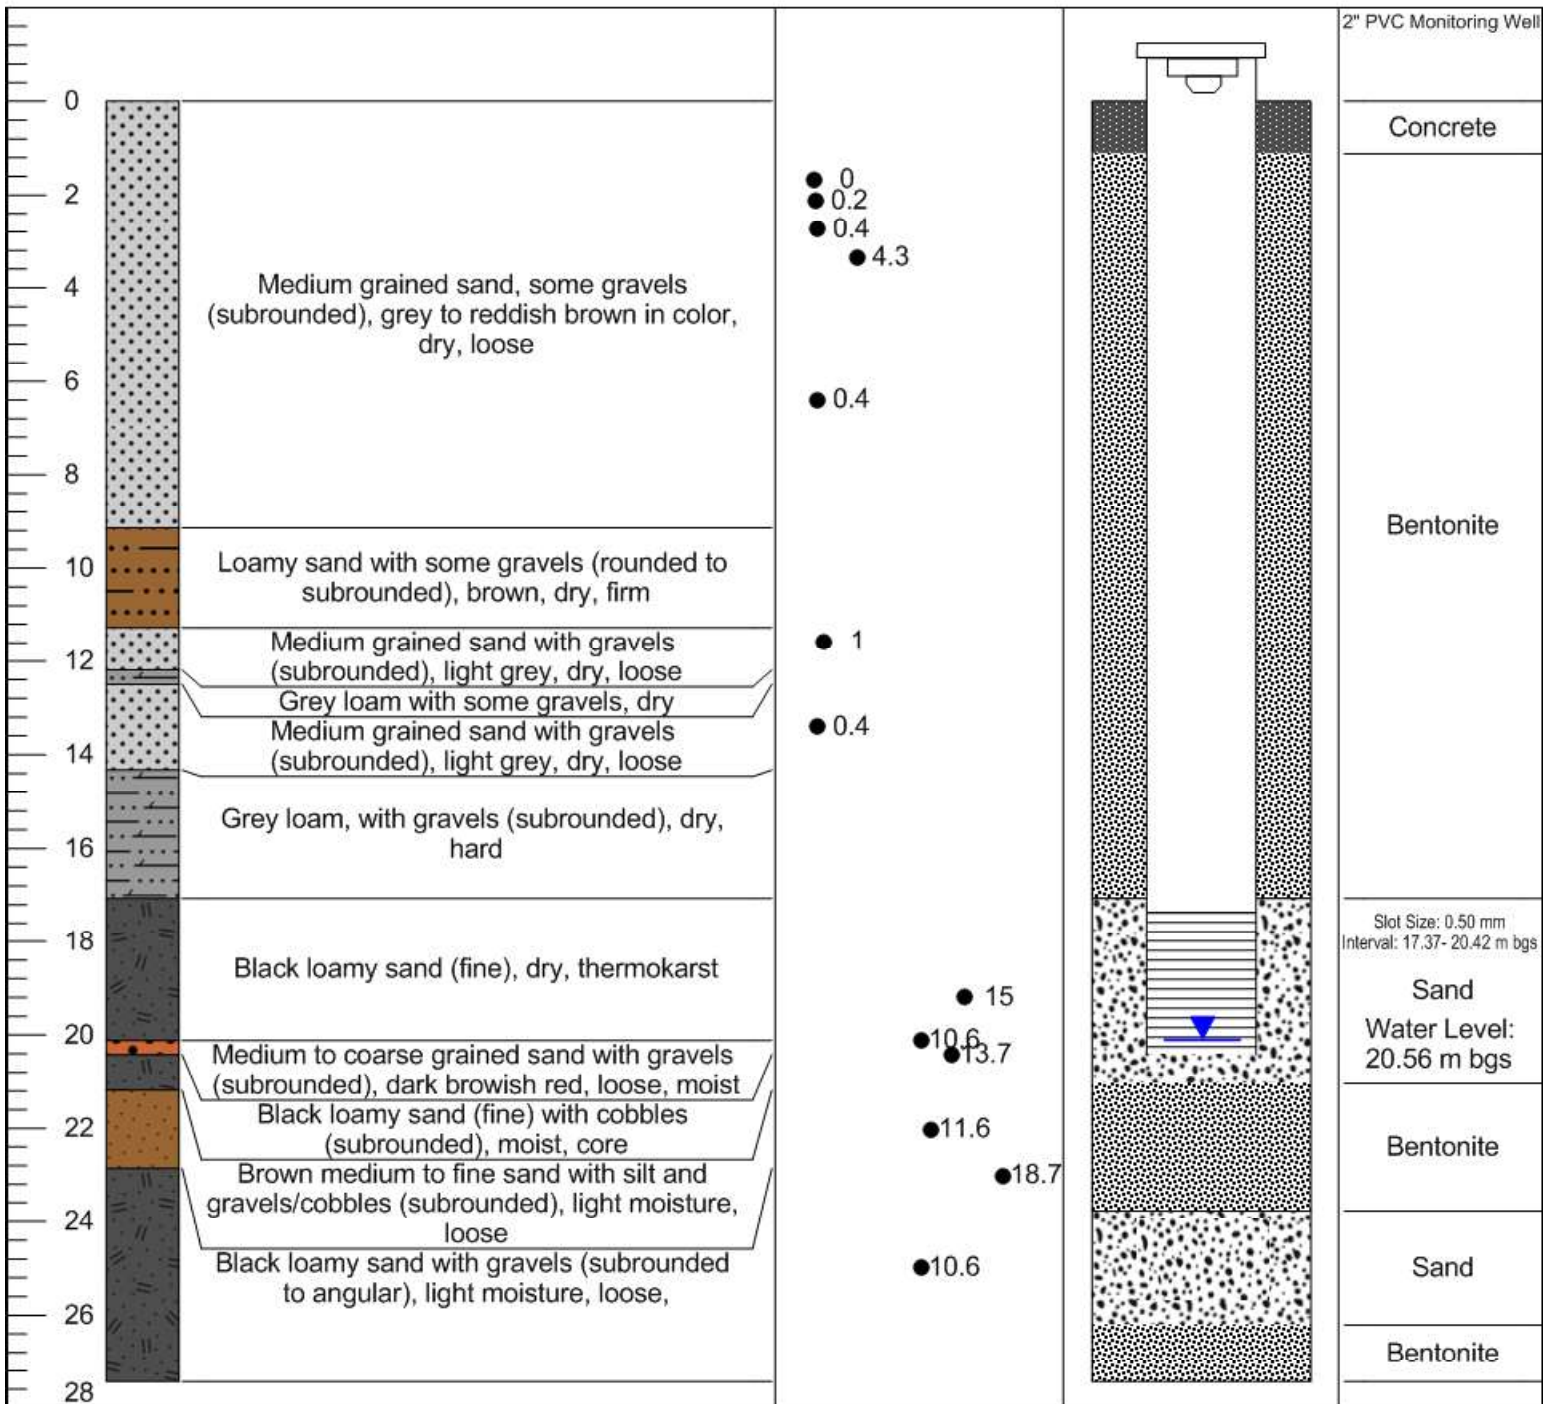 2" PVC Monitoring Well
0
2
4
6
8
10
12
14
16
18
20
22
24
26
28
Medium grained sand, some gravels
(subrounded), grey to reddish brown in color,
dry, loose
Loamy sand with some gravels (rounded to
subrounded), brown, dry, firm
Medium grained sand with gravels
(subrounded), light grey, dry, loose
Grey loam with some gravels, dry
Medium grained sand with gravels
(subrounded), light grey, dry, loose
Grey loam, with gravels (subrounded), dry,
hard
Black loamy sand (fine), dry, thermokarst
Medium to coarse grained sand with gravels
(subrounded), dark browish red, loose, moist
Black loamy sand (fine) with cobbles
(subrounded), moist, core
Brown medium to fine sand with silt and
gravels/cobbles (subrounded), light moisture,
loose
Black loamy sand with gravels (subrounded
to angular), light moisture, loose,
0
0.2
0.4
4.3
0.4
1
0.4
15
10.6
13.7
11.6
18.7
10.6
Concrete
Bentonite
Slot Size: 0.50 mm
Interval: 17.37- 20.42 m bgs
Sand
Water Level:
20.56 m bgs
Bentonite
Sand
Bentonite